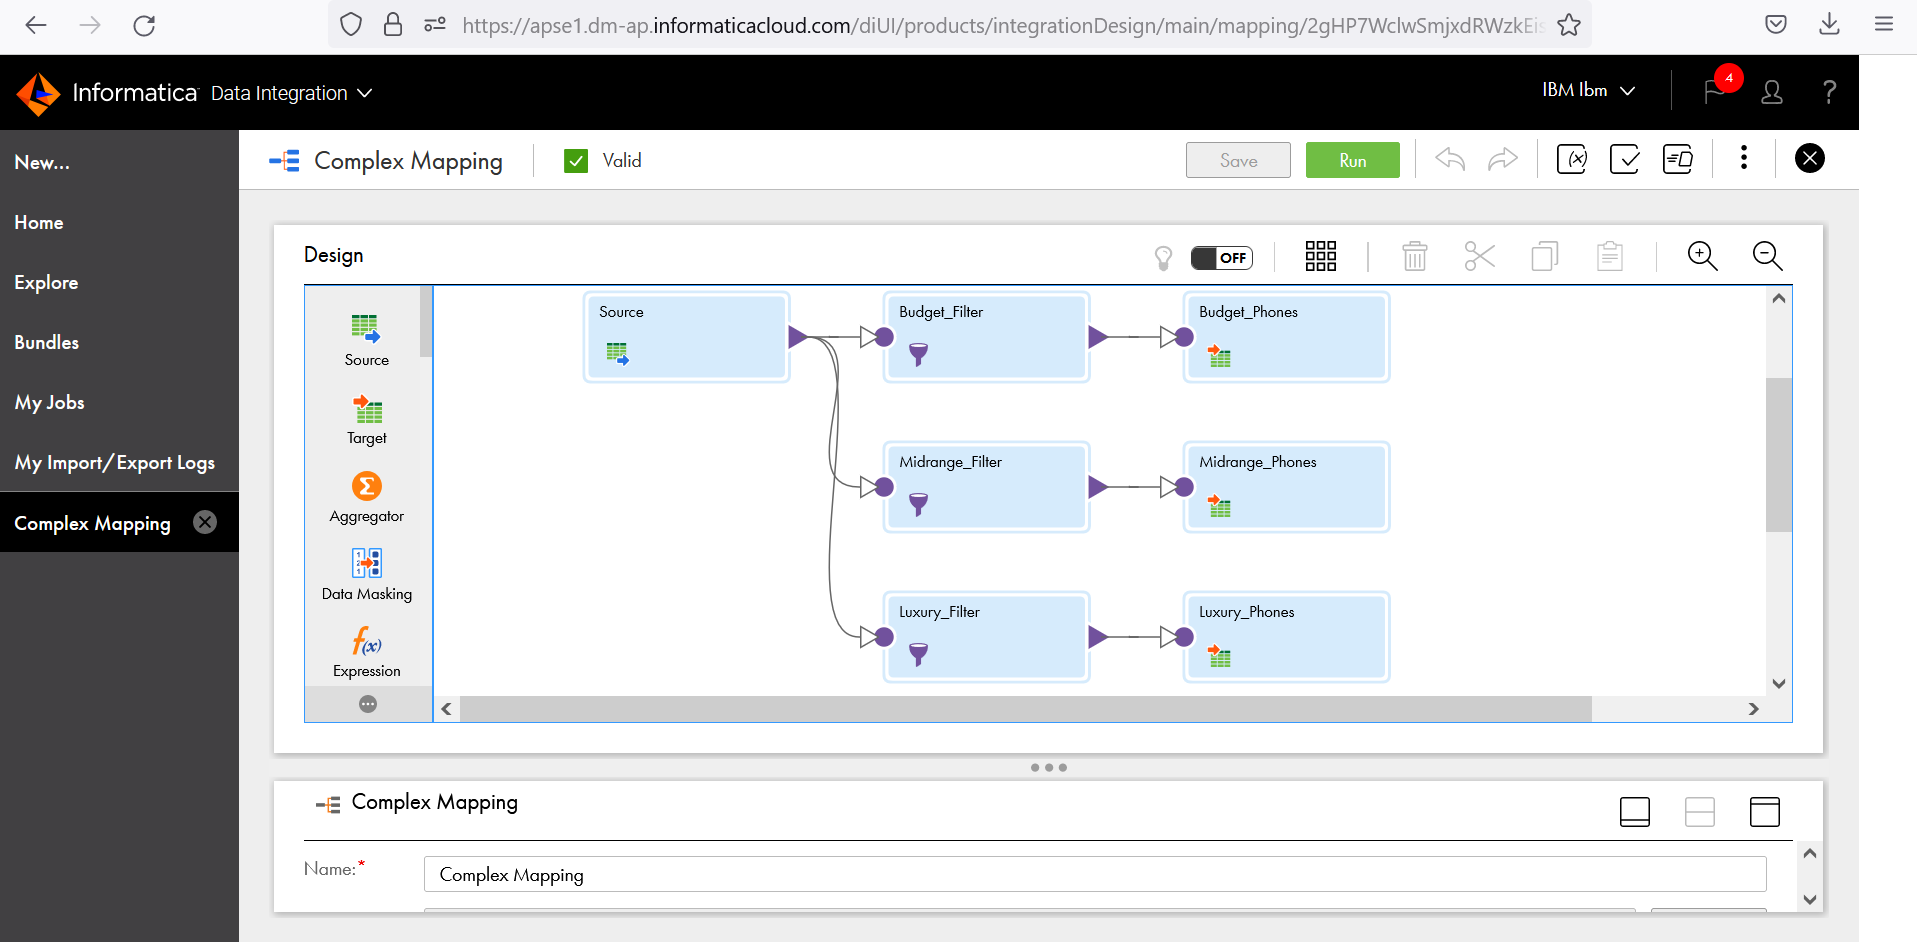 https://apse1.dm-ap.informaticacloud.com/diUI/products/integrationDesign/main/mapping/2gHP7WclwSmjxdRWzkEis
Informatica Data Integration
IBM Ibm
4
?
New...
Home
Explore
Bundles
My Jobs
My Import/Export Logs
Complex Mapping
Complex Mapping
Valid
Save
Run
Design
OFF
Source
Target
Aggregator
Data Masking
Expression
Source
Budget_Filter
Budget_Phones
Midrange_Filter
Midrange_Phones
Luxury_Filter
Luxury_Phones
Complex Mapping
Name:*
Complex Mapping